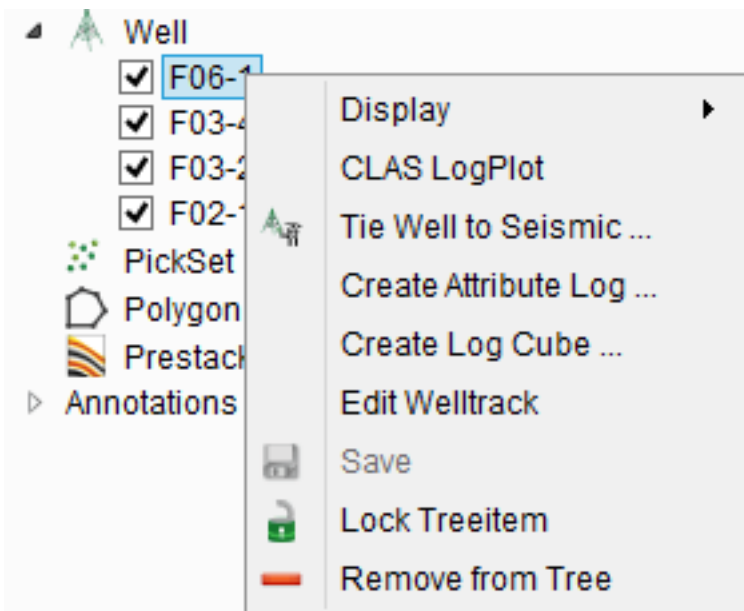 Well
F06-1
F03-4
F03-2
F02-1
PickSet
Polygon
Prestack
Annotations
Display
CLAS LogPlot
Tie Well to Seismic ...
Create Attribute Log ...
Create Log Cube ...
Edit Welltrack
Save
Lock Treeitem
Remove from Tree